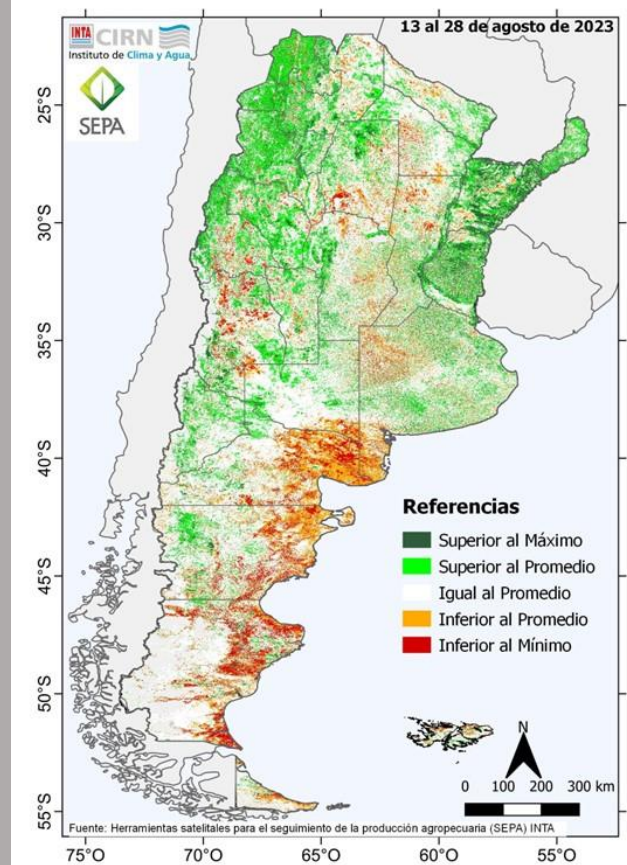 INTA CIRN
Instituto de Clima y Agua
SEPA
13 al 28 de agosto de 2023
25°S
30°S
35°S
40°S
45°S
50°S
55°S
Referencias
Superior al Máximo
Superior al Promedio
Igual al Promedio
Inferior al Promedio
Inferior al Mínimo
N
0 100 200 300 km
Fuente: Herramientas satelitales para el seguimiento de la producción agropecuaria (SEPA) INTA
75°O 70°O 65°O 60°O 55°O